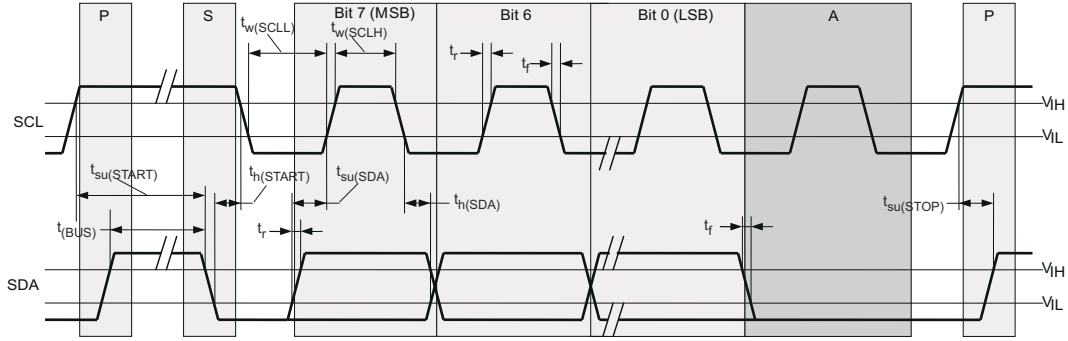 P
S
Bit 7 (MSB)
Bit 6
Bit 0 (LSB)
A
P
tw(SCLL)
tw(SCLH)
tr
tf
SCL
VIH
VIL
tsu(START)
th(START)
tsu(SDA)
th(SDA)
tsu(STOP)
t(BUS)
tr
tf
SDA
VIH
VIL